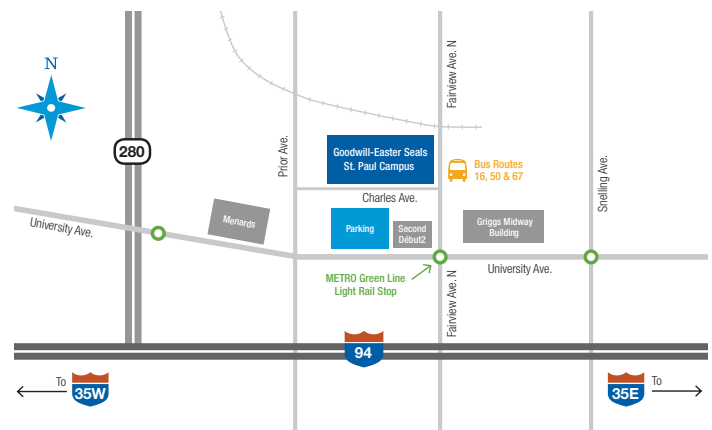 N
Fairview Ave. N
280
Prior Ave.
Goodwill-Easter Seals
St. Paul Campus
Bus Routes
16, 50 & 67
Snelling Ave.
Charles Ave.
University Ave.
Menards
Parking
Second
Début2
Griggs Midway
Building
METRO Green Line
Light Rail Stop
University Ave.
Fairview Ave. N
94
To
35W
35E
To